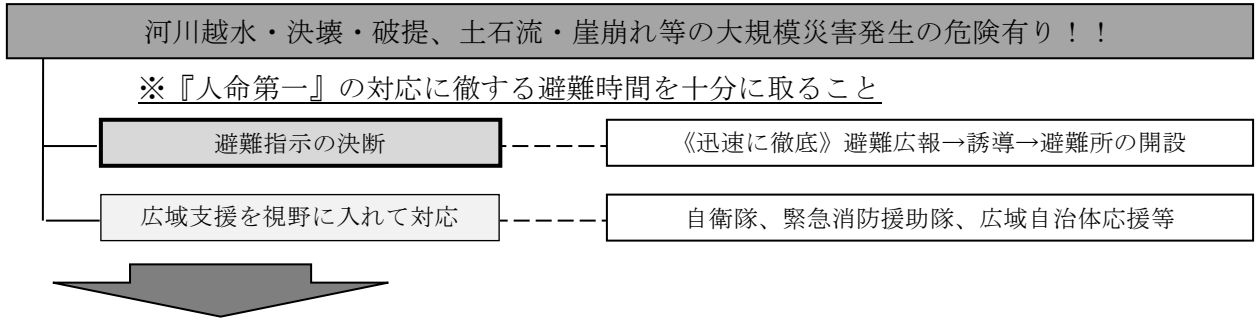 河川越水・決壊・破提、土石流・崖崩れ等の大規模災害発生の危険有り！！
※『人命第一』の対応に徹する避難時間を十分に取ること
避難指示の決断
《迅速に徹底》避難広報→誘導→避難所の開設
広域支援を視野に入れて対応
自衛隊、緊急消防援助隊、広域自治体応援等